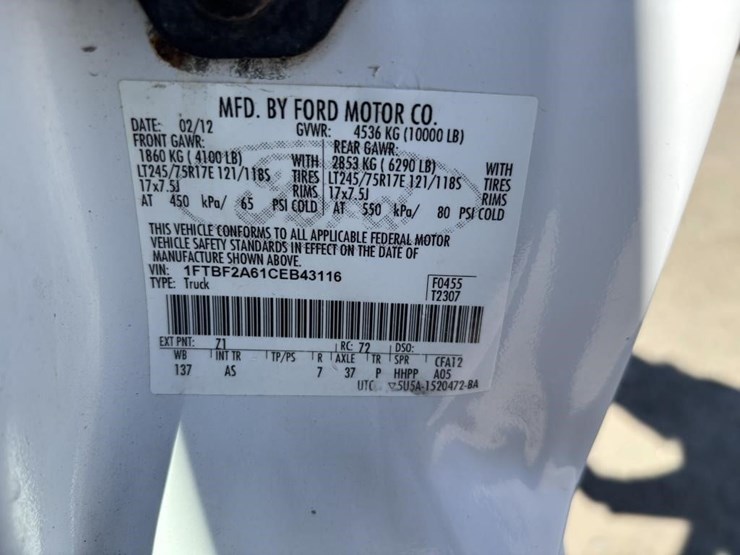 MFD. BY FORD MOTOR CO.
DATE: 02/12 GVWR: 4536 KG (10000 LB)
FRONT GAWR: REAR GAWR:
1860 KG ( 4100 LB) WITH 2853 KG ( 6290 LB) WITH
LT245/75R17E 121/118S TIRES LT245/75R17E 121/118S TIRES
17x7.5J RIMS 17x7.5J RIMS
AT 450 kPa/ 65 PSI COLD AT 550 kPa/ 80 PSI COLD
Ford
THIS VEHICLE CONFORMS TO ALL APPLICABLE FEDERAL MOTOR
VEHICLE SAFETY STANDARDS IN EFFECT ON THE DATE OF
MANUFACTURE SHOWN ABOVE.
VIN: 1FTBF2A61CEB43116
TYPE: Truck
F0455
T2307
EXT PNT: Z1 RC: 72 DSO:
WB INT TR TP/PS R AXLE TR SPR CFA12
137 AS 7 37 P HHPP A05
UTC 5U5A-1520472-BA